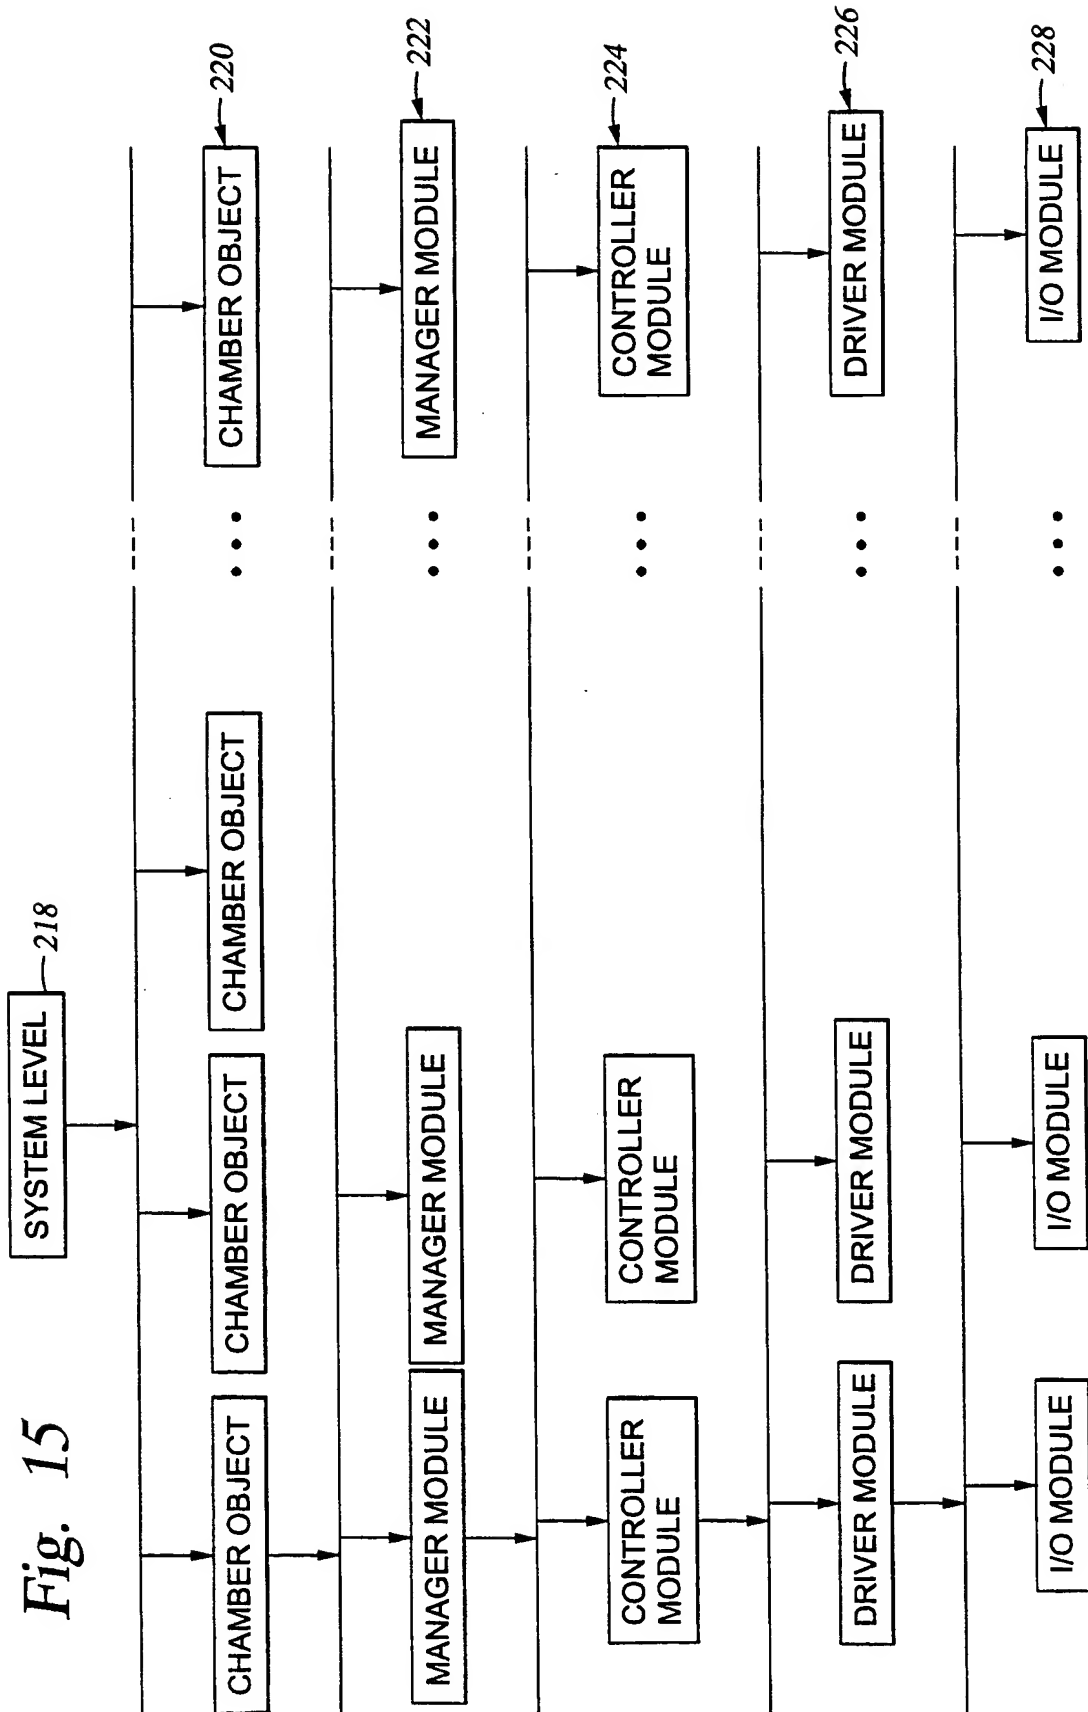 Fig. 15
SYSTEM LEVEL
218
CHAMBER OBJECT
CHAMBER OBJECT
CHAMBER OBJECT
CHAMBER OBJECT
220
MANAGER MODULE
MANAGER MODULE
MANAGER MODULE
222
CONTROLLER
MODULE
CONTROLLER
MODULE
CONTROLLER
MODULE
224
DRIVER MODULE
DRIVER MODULE
DRIVER MODULE
226
I/O MODULE
I/O MODULE
I/O MODULE
228